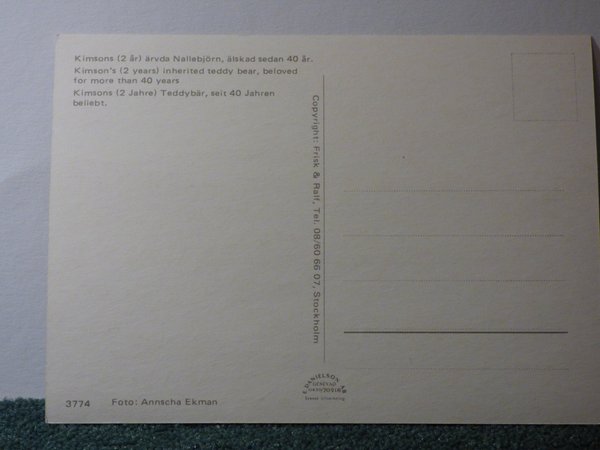 Kimsons (2 år) ärvda Nallebjörn, älskad sedan 40 år.
Kimson's (2 years) inherited teddy bear, beloved
for more than 40 years
Kimsons (2 Jahre) Teddybär, seit 40 Jahren
beliebt.
Copyright: Frisk & Ralf, Tel. 08/60 66 07, Stockholm
DANIELSON AB
3774 Foto: Annscha Ekman